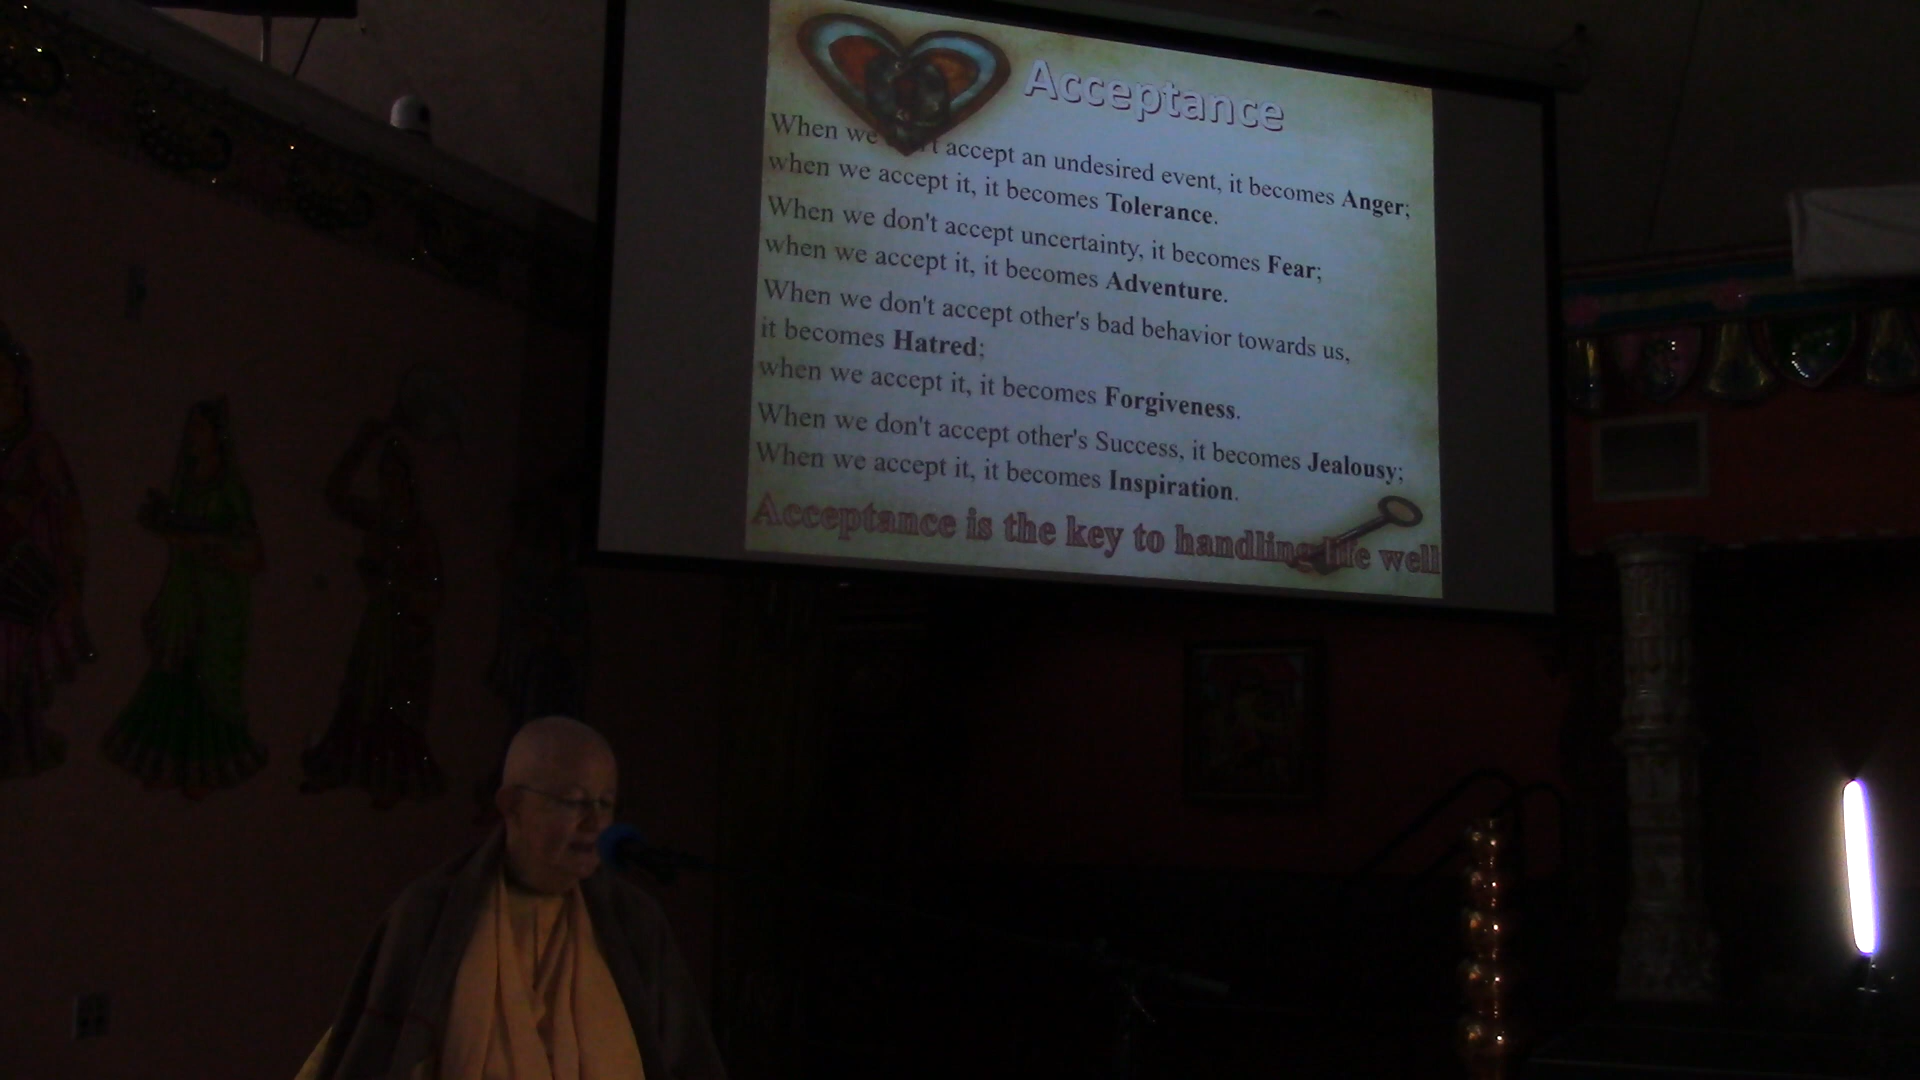 Acceptance
When we accept an undesired event, it becomes Anger;
when we accept it, it becomes Tolerance.
When we don't accept uncertainty, it becomes Fear;
when we accept it, it becomes Adventure.
When we don't accept other's bad behavior towards us,
it becomes Hatred;
when we accept it, it becomes Forgiveness.
When we don't accept other's Success, it becomes Jealousy;
When we accept it, it becomes Inspiration.
Acceptance is the key to handling life well